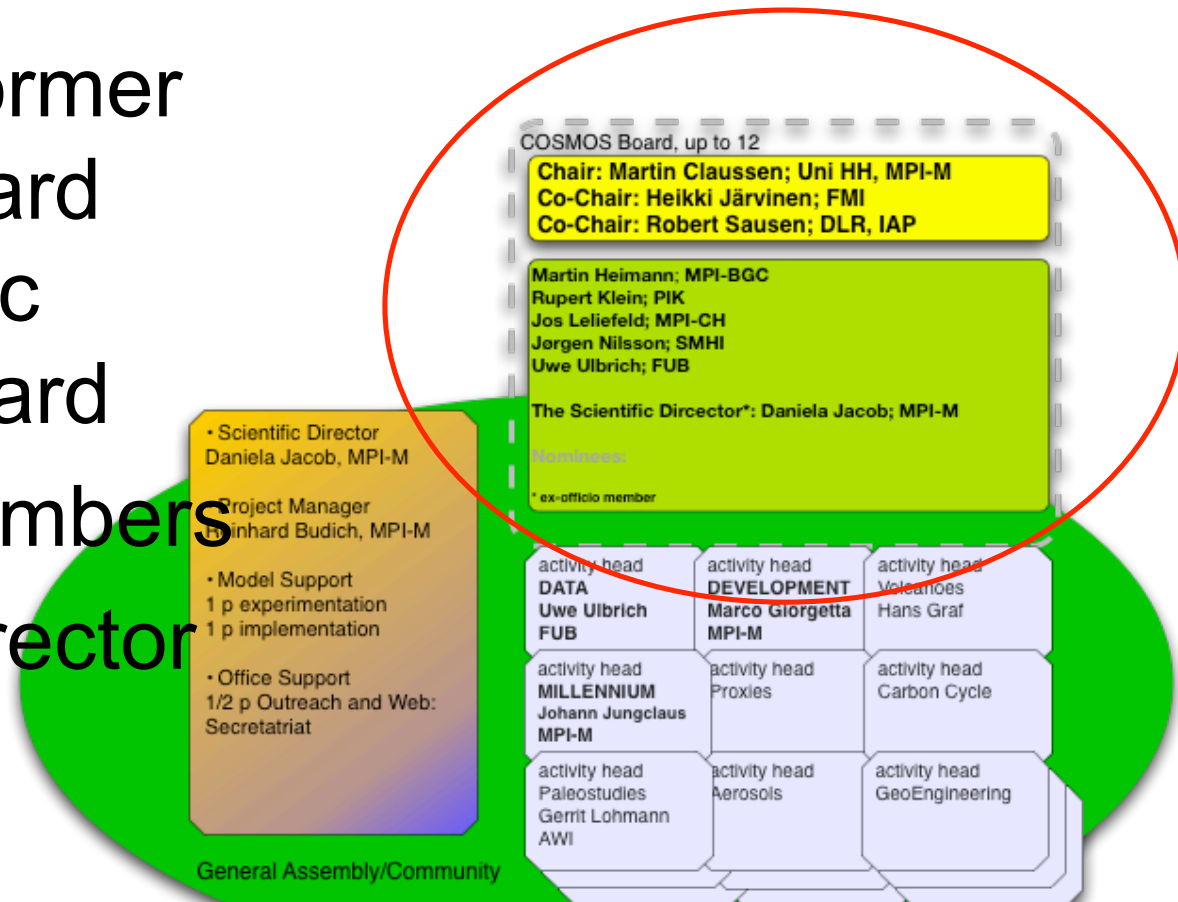 ormer
ard
c
ard
mbers
rector
COSMOS Board, up to 12
Chair: Martin Claussen; Uni HH, MPI-M
Co-Chair: Heikki Järvinen; FMI
Co-Chair: Robert Sausen; DLR, IAP
Martin Heimann; MPI-BGC
Rupert Klein; PIK
Jos Leliefeld; MPI-CH
Jørgen Nilsson; SMHI
Uwe Ulbrich; FUB
The Scientific Dircector*: Daniela Jacob; MPI-M
Nominees:
* ex-officio member
• Scientific Director
Daniela Jacob, MPI-M
• Project Manager
Reinhard Budich, MPI-M
• Model Support
1 p experimentation
1 p implementation
• Office Support
1/2 p Outreach and Web:
Secretatriat
activity head
DATA
Uwe Ulbrich
FUB
activity head
DEVELOPMENT
Marco Giorgetta
MPI-M
activity head
Volcanoes
Hans Graf
activity head
MILLENNIUM
Johann Jungclaus
MPI-M
activity head
Proxies
activity head
Carbon Cycle
activity head
Paleostudies
Gerrit Lohmann
AWI
activity head
Aerosols
activity head
GeoEngineering
General Assembly/Community